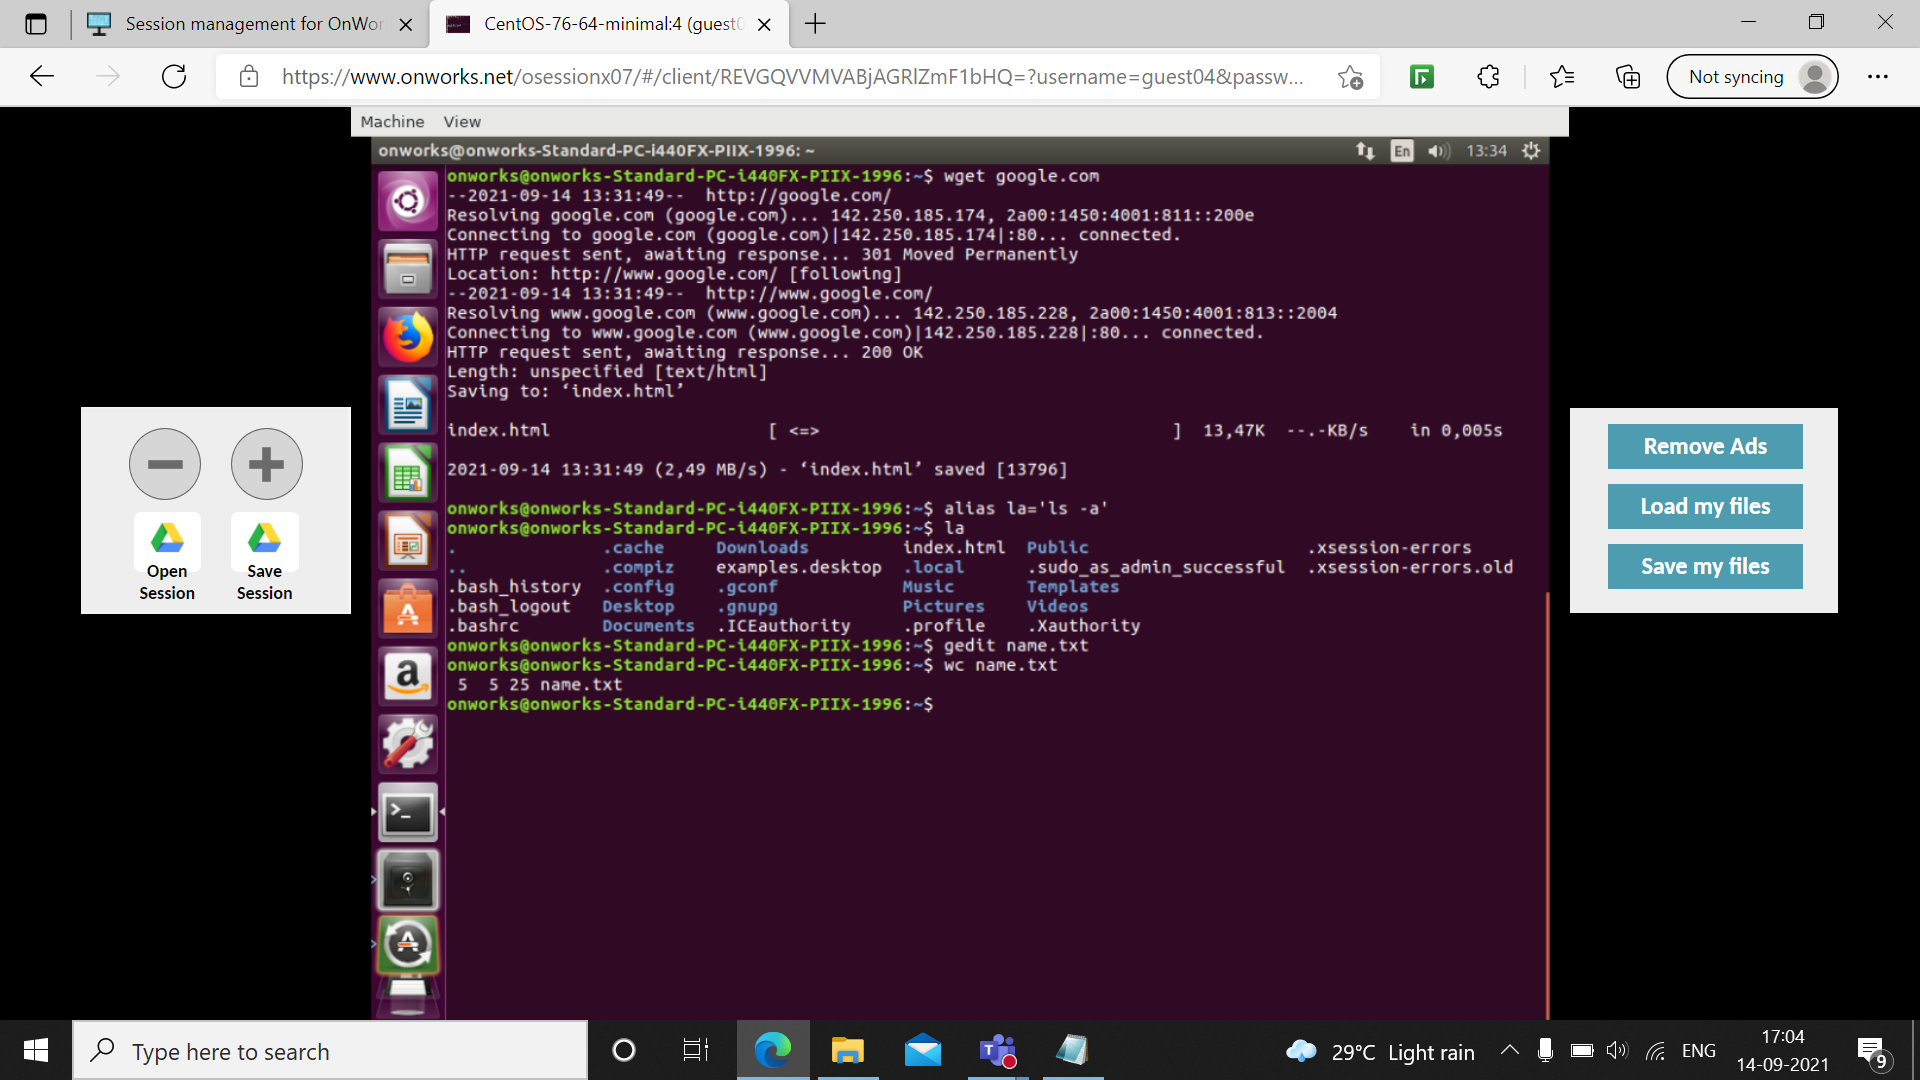 Session management for OnWor
CentOS-76-64-minimal:4 (guest0
https://www.onworks.net/osessionx07/#/client/REVGQVVMVABjAGRlZmF1bHQ=?username=guest04&passw...
Not syncing
Machine View
onworks@onworks-Standard-PC-i440FX-PIIX-1996: ~
En 13:34
onworks@onworks-Standard-PC-i440FX-PIIX-1996:~$ wget google.com
--2021-09-14 13:31:49--  http://google.com/
Resolving google.com (google.com)... 142.250.185.174, 2a00:1450:4001:811::200e
Connecting to google.com (google.com)|142.250.185.174|:80... connected.
HTTP request sent, awaiting response... 301 Moved Permanently
Location: http://www.google.com/ [following]
--2021-09-14 13:31:49--  http://www.google.com/
Resolving www.google.com (www.google.com)... 142.250.185.228, 2a00:1450:4001:813::2004
Connecting to www.google.com (www.google.com)|142.250.185.228|:80... connected.
HTTP request sent, awaiting response... 200 OK
Length: unspecified [text/html]
Saving to: ‘index.html’
index.html [ <=> ] 13,47K --.-KB/s in 0,005s
2021-09-14 13:31:49 (2,49 MB/s) - ‘index.html’ saved [13796]
onworks@onworks-Standard-PC-i440FX-PIIX-1996:~$ alias la='ls -a'
onworks@onworks-Standard-PC-i440FX-PIIX-1996:~$ la
. .cache Downloads index.html Public .xsession-errors
.. .compiz examples.desktop .local .sudo_as_admin_successful .xsession-errors.old
.bash_history .config .gconf Music Templates
.bash_logout Desktop .gnupg Pictures Videos
.bashrc Documents .ICEauthority .profile .Xauthority
onworks@onworks-Standard-PC-i440FX-PIIX-1996:~$ gedit name.txt
onworks@onworks-Standard-PC-i440FX-PIIX-1996:~$ wc name.txt
5 5 25 name.txt
onworks@onworks-Standard-PC-i440FX-PIIX-1996:~$
Open Session
Save Session
Remove Ads
Load my files
Save my files
Type here to search
29°C Light rain
ENG
17:04
14-09-2021
9